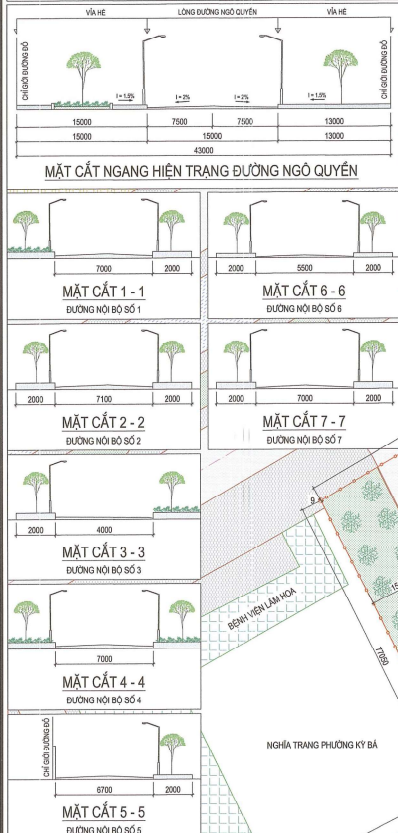 VỈA HÈ
LÒNG ĐƯỜNG NGÔ QUYỀN
VỈA HÈ
CHỈ GIỚI ĐƯỜNG ĐỎ
CHỈ GIỚI ĐƯỜNG ĐỎ
I = 1.5%
I = 2%
I = 2%
I = 1.5%
15000
7500
7500
13000
15000
15000
13000
43000
MẶT CẮT NGANG HIỆN TRẠNG ĐƯỜNG NGÔ QUYỀN
7000
2000
MẶT CẮT 1 - 1
ĐƯỜNG NỘI BỘ SỐ 1
2000
5500
2000
MẶT CẮT 6 - 6
ĐƯỜNG NỘI BỘ SỐ 6
2000
7100
2000
MẶT CẮT 2 - 2
ĐƯỜNG NỘI BỘ SỐ 2
2000
7000
2000
MẶT CẮT 7 - 7
ĐƯỜNG NỘI BỘ SỐ 7
2000
4000
MẶT CẮT 3 - 3
ĐƯỜNG NỘI BỘ SỐ 3
7000
MẶT CẮT 4 - 4
ĐƯỜNG NỘI BỘ SỐ 4
CHỈ GIỚI ĐƯỜNG ĐỎ
6700
2000
MẶT CẮT 5 - 5
ĐƯỜNG NỘI BỘ SỐ 5
9
15
BỆNH VIỆN LÂM HOA
17050
NGHĨA TRANG PHƯỜNG KỲ BÁ